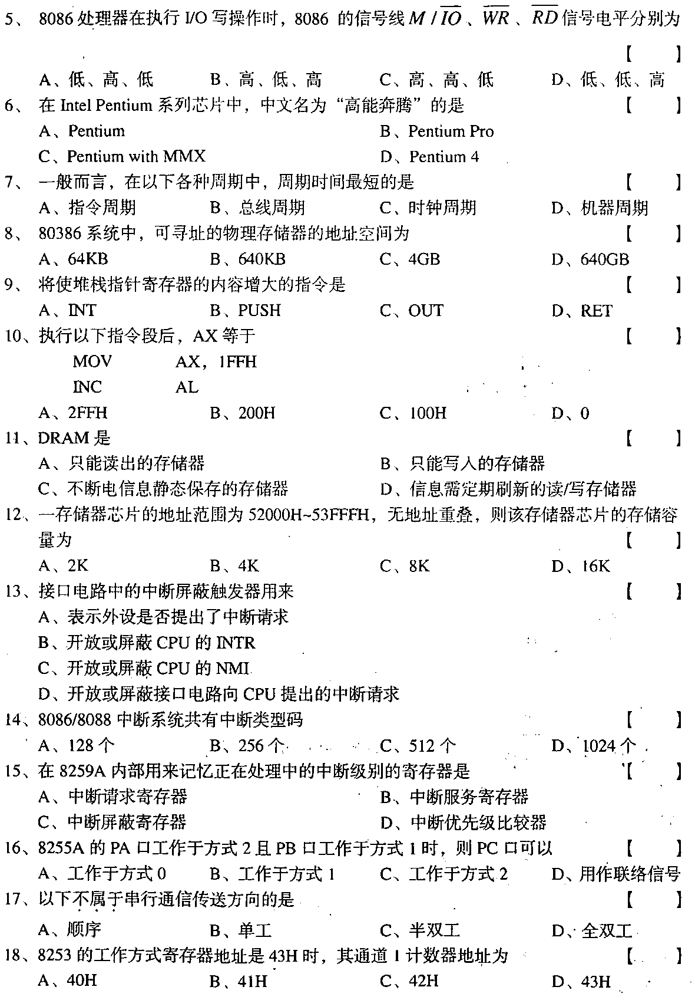 5、 8086 处理器在执行 I/O 写操作时，8086 的信号线 M / IO、WR、RD 信号电平分别为
【 】
A、低、高、低 B、高、低、高 C、高、高、低 D、低、低、高
6、 在 Intel Pentium 系列芯片中，中文名为“高能奔腾”的是 【 】
A、Pentium B、Pentium Pro
C、Pentium with MMX D、Pentium 4
7、 一般而言，在以下各种周期中，周期时间最短的是 【 】
A、指令周期 B、总线周期 C、时钟周期 D、机器周期
8、 80386 系统中，可寻址的物理存储器的地址空间为 【 】
A、64KB B、640KB C、4GB D、640GB
9、 将使堆栈指针寄存器的内容增大的指令是 【 】
A、INT B、PUSH C、OUT D、RET
10、执行以下指令段后，AX 等于 【 】
MOV AX，1FFH
INC AL
A、2FFH B、200H C、100H D、0
11、DRAM 是 【 】
A、只能读出的存储器 B、只能写入的存储器
C、不断电信息静态保存的存储器 D、信息需定期刷新的读/写存储器
12、一存储器芯片的地址范围为 52000H~53FFFH，无地址重叠，则该存储器芯片的存储容
量为 【 】
A、2K B、4K C、8K D、16K
13、接口电路中的中断屏蔽触发器用来 【 】
A、表示外设是否提出了中断请求
B、开放或屏蔽 CPU 的 INTR
C、开放或屏蔽 CPU 的 NMI
D、开放或屏蔽接口电路向 CPU 提出的中断请求
14、8086/8088 中断系统共有中断类型码 【 】
A、128 个 B、256 个 C、512 个 D、1024 个
15、在 8259A 内部用来记忆正在处理中的中断级别的寄存器是 【 】
A、中断请求寄存器 B、中断服务寄存器
C、中断屏蔽寄存器 D、中断优先级比较器
16、8255A 的 PA 口工作于方式 2 且 PB 口工作于方式 1 时，则 PC 口可以 【 】
A、工作于方式 0 B、工作于方式 1 C、工作于方式 2 D、用作联络信号
17、以下不属于串行通信传送方向的是 【 】
A、顺序 B、单工 C、半双工 D、全双工
18、8253 的工作方式寄存器地址是 43H 时，其通道 1 计数器地址为 【 】
A、40H B、41H C、42H D、43H